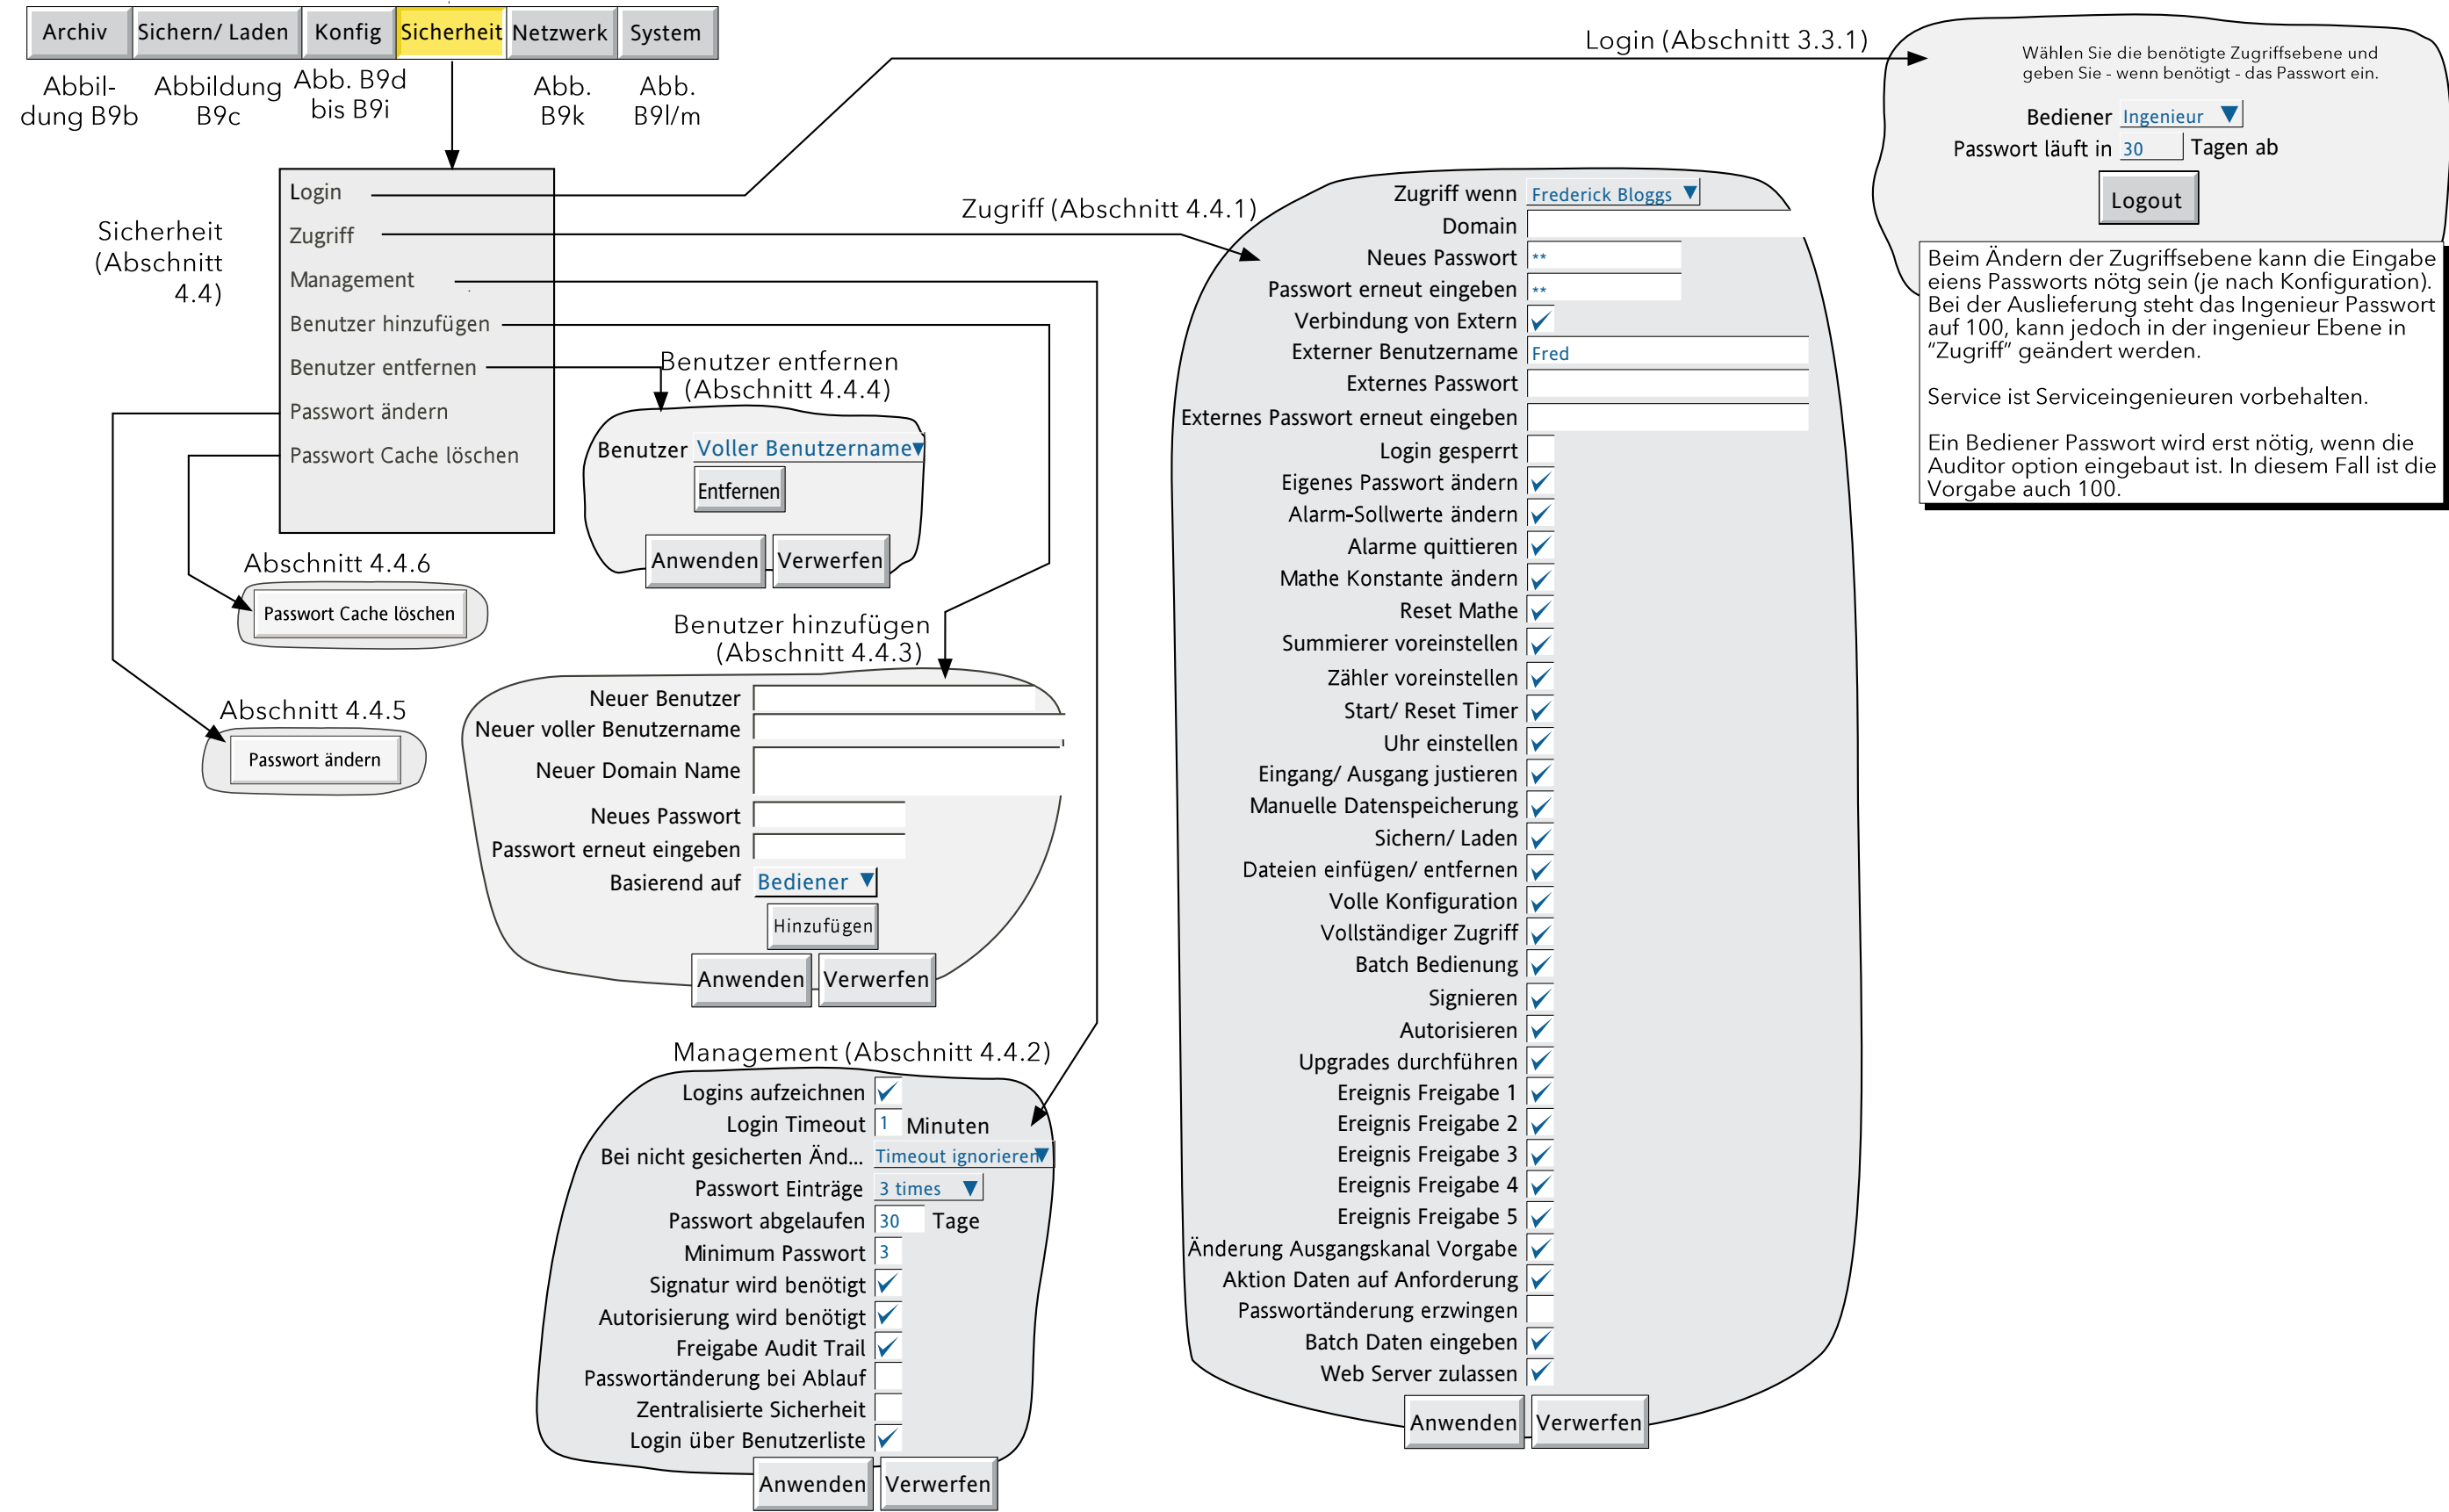 Archiv
Sichern/ Laden
Konfig
Sicherheit
Netzwerk
System
Abbil-
dung B9b
Abbildung
B9c
Abb. B9d
bis B9i
Abb.
B9k
Abb.
B9l/m
Sicherheit
(Abschnitt
4.4)
Login
Zugriff
Management
Benutzer hinzufügen
Benutzer entfernen
Passwort ändern
Passwort Cache löschen
Login (Abschnitt 3.3.1)
Wählen Sie die benötigte Zugriffsebene und
geben Sie - wenn benötigt - das Passwort ein.
Bediener Ingenieur
Passwort läuft in 30 Tagen ab
Logout
Beim Ändern der Zugriffsebene kann die Eingabe
eiens Passworts nötg sein (je nach Konfiguration).
Bei der Auslieferung steht das Ingenieur Passwort
auf 100, kann jedoch in der ingenieur Ebene in
“Zugriff” geändert werden.
Service ist Serviceingenieuren vorbehalten.
Ein Bediener Passwort wird erst nötig, wenn die
Auditor option eingebaut ist. In diesem Fall ist die
Vorgabe auch 100.
Zugriff (Abschnitt 4.4.1)
Zugriff wenn Frederick Bloggs
Domain
Neues Passwort **
Passwort erneut eingeben **
Verbindung von Extern
Externer Benutzername Fred
Externes Passwort
Externes Passwort erneut eingeben
Login gesperrt
Eigenes Passwort ändern
Alarm-Sollwerte ändern
Alarme quittieren
Mathe Konstante ändern
Reset Mathe
Summierer voreinstellen
Zähler voreinstellen
Start/ Reset Timer
Uhr einstellen
Eingang/ Ausgang justieren
Manuelle Datenspeicherung
Sichern/ Laden
Dateien einfügen/ entfernen
Volle Konfiguration
Vollständiger Zugriff
Batch Bedienung
Signieren
Autorisieren
Upgrades durchführen
Ereignis Freigabe 1
Ereignis Freigabe 2
Ereignis Freigabe 3
Ereignis Freigabe 4
Ereignis Freigabe 5
Änderung Ausgangskanal Vorgabe
Aktion Daten auf Anforderung
Passwortänderung erzwingen
Batch Daten eingeben
Web Server zulassen
Anwenden
Verwerfen
Benutzer entfernen
(Abschnitt 4.4.4)
Benutzer Voller Benutzername
Entfernen
Anwenden
Verwerfen
Abschnitt 4.4.6
Passwort Cache löschen
Abschnitt 4.4.5
Passwort ändern
Benutzer hinzufügen
(Abschnitt 4.4.3)
Neuer Benutzer
Neuer voller Benutzername
Neuer Domain Name
Neues Passwort
Passwort erneut eingeben
Basierend auf Bediener
Hinzufügen
Anwenden
Verwerfen
Management (Abschnitt 4.4.2)
Logins aufzeichnen
Login Timeout 1 Minuten
Bei nicht gesicherten Änd... Timeout ignorieren
Passwort Einträge 3 times
Passwort abgelaufen 30 Tage
Minimum Passwort 3
Signatur wird benötigt
Autorisierung wird benötigt
Freigabe Audit Trail
Passwortänderung bei Ablauf
Zentralisierte Sicherheit
Login über Benutzerliste
Anwenden
Verwerfen